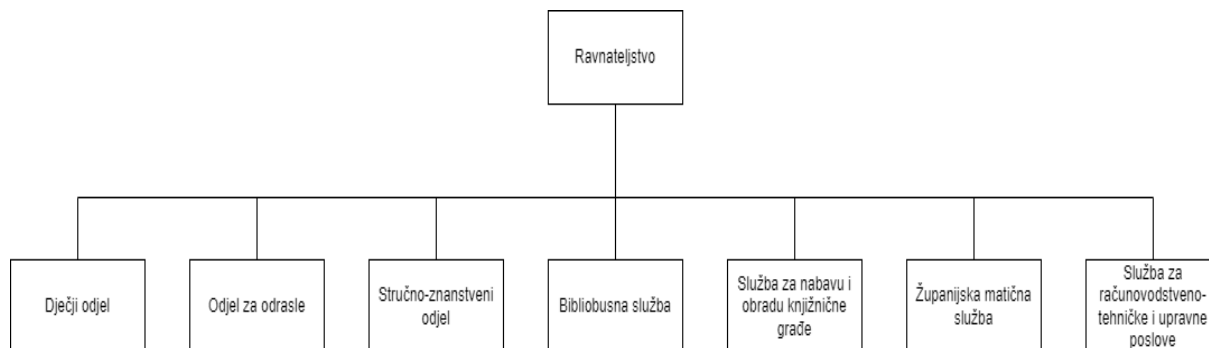 Ravnateljstvo
Dječji odjel
Odjel za odrasle
Stručno-znanstveni
odjel
Bibliobusna služba
Služba za nabavu i
obradu knjižnične
građe
Županijska matična
služba
Služba za
računovodstveno-
tehničke i upravne
poslove